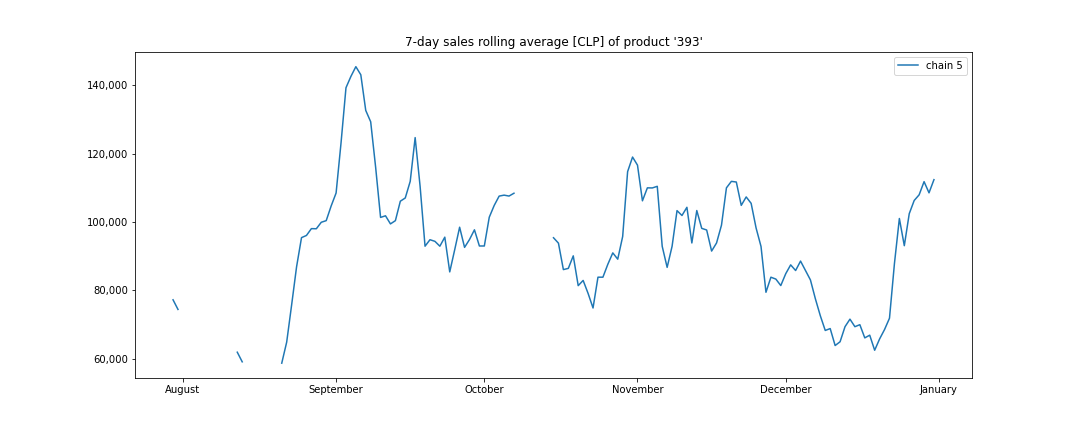 7-day sales rolling average [CLP] of product '393'
chain 5
140,000
120,000
100,000
80,000
60,000
August September October November December January